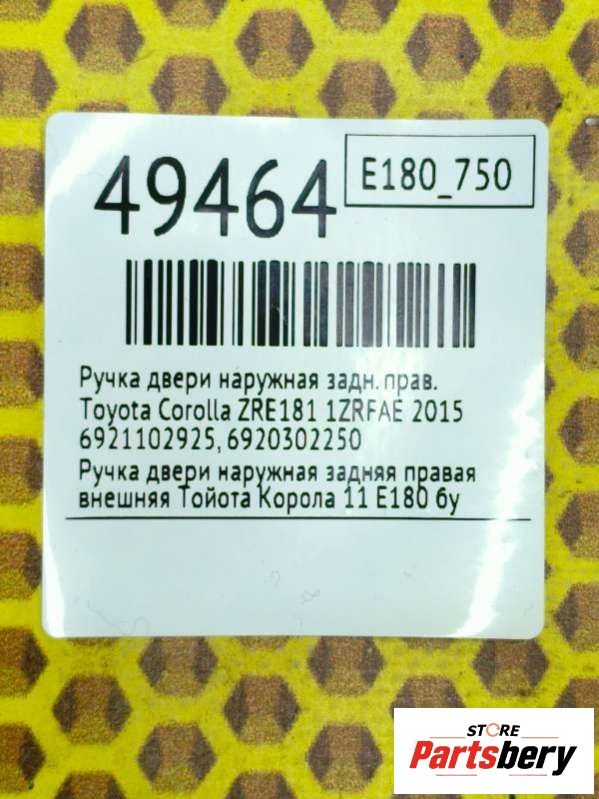 49464
E180_750
Ручка двери наружная задн. прав.
Toyota Corolla ZRE181 1ZRFAE 2015
6921102925, 6920302250
Ручка двери наружная задняя правая
внешняя Тойота Корола 11 Е180 бу
STORE
Partsbery